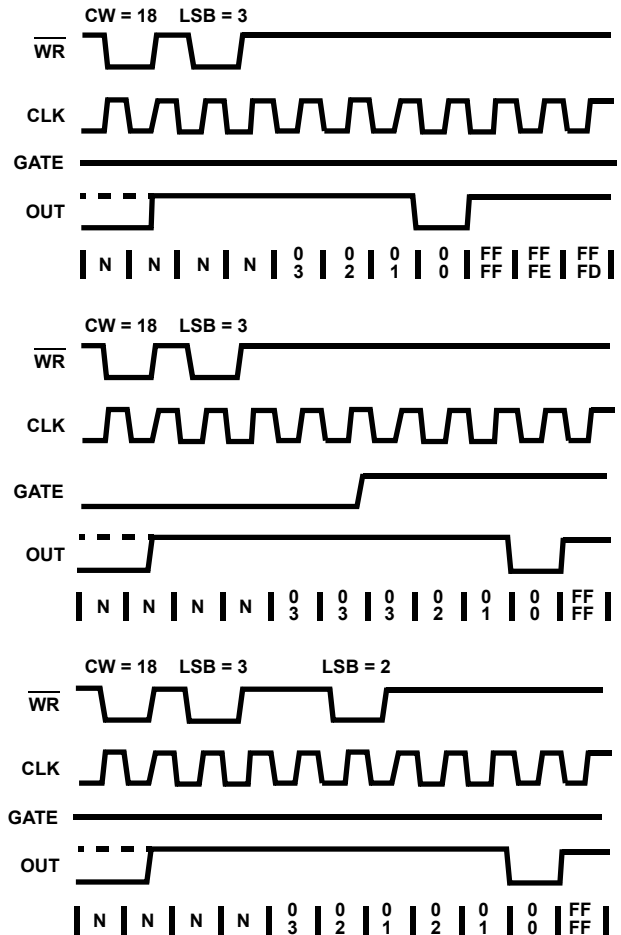 CW = 18 LSB = 3
WR
CLK
GATE
OUT
N N N N 0 0 0 0 FF FF FF
3 2 1 0 FF FE FD
CW = 18 LSB = 3
WR
CLK
GATE
OUT
N N N N 0 0 0 0 0 0 FF
3 3 3 2 1 0 FF
CW = 18 LSB = 3 LSB = 2
WR
CLK
GATE
OUT
N N N N 0 0 0 0 0 0 FF
3 2 1 2 1 0 FF